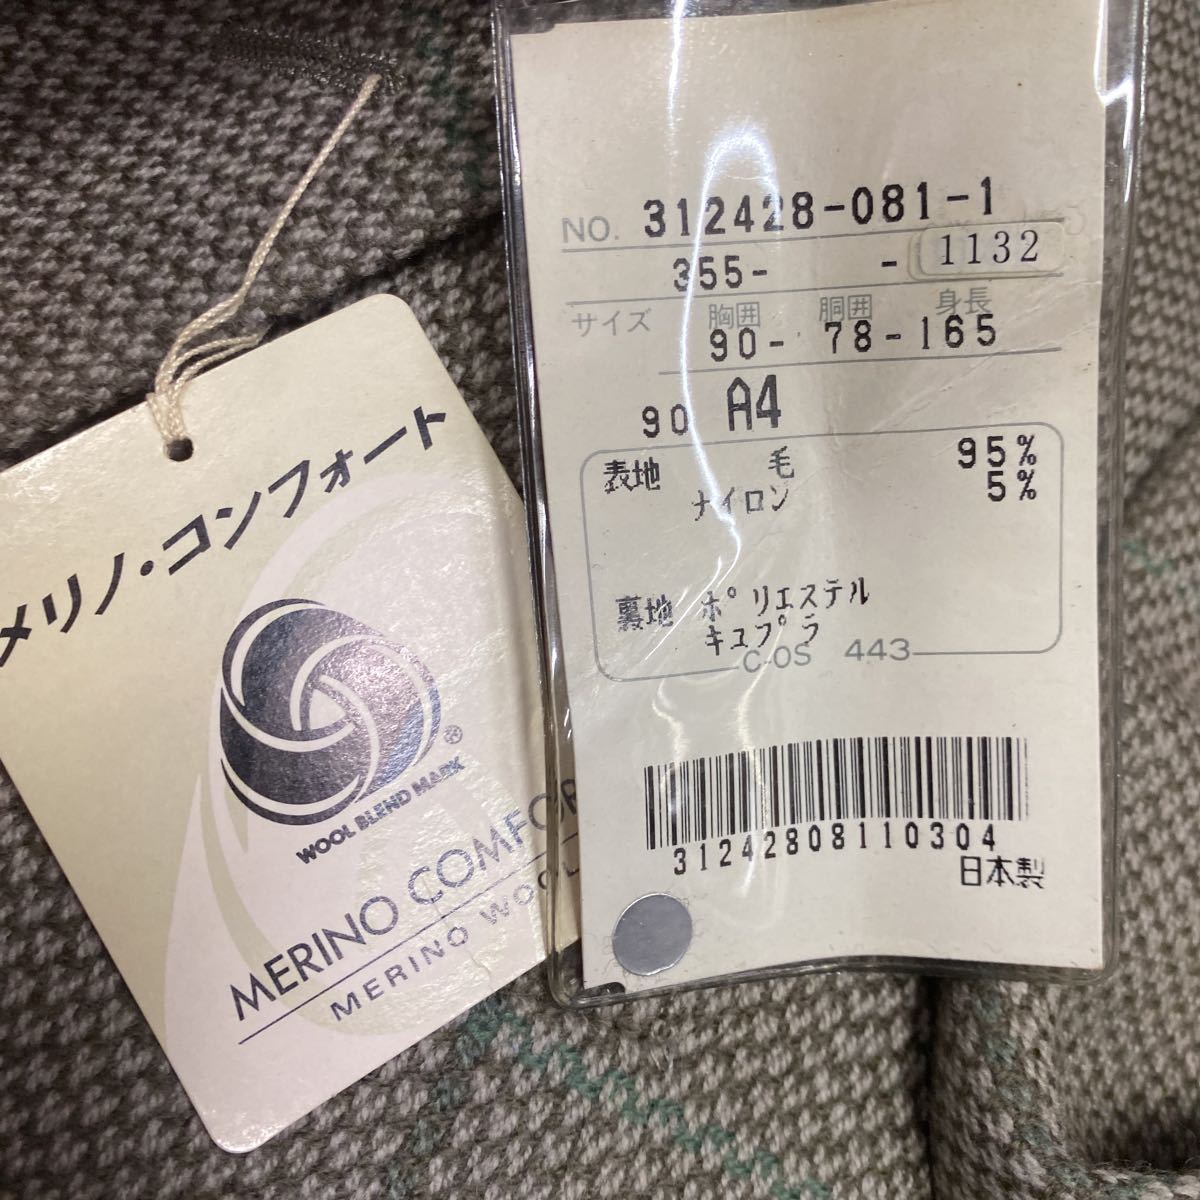 メリノ・コンフォート
®
WOOL BLEND MARK
MERINO COMFOR
MERINO WOOL
NO. 312428-081-1
355- - 1132
サイズ 胸囲 胴囲 身長
90- 78-165
90 A4
表地 毛 95%
ナイロン 5%
裏地 ポリエステル
キュプラ
C-OS 443
3124280811030４
日本製